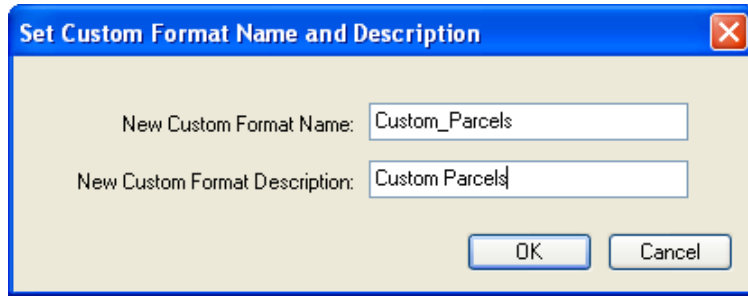 Set Custom Format Name and Description
New Custom Format Name: Custom_Parcels
New Custom Format Description: Custom Parcels
OK Cancel